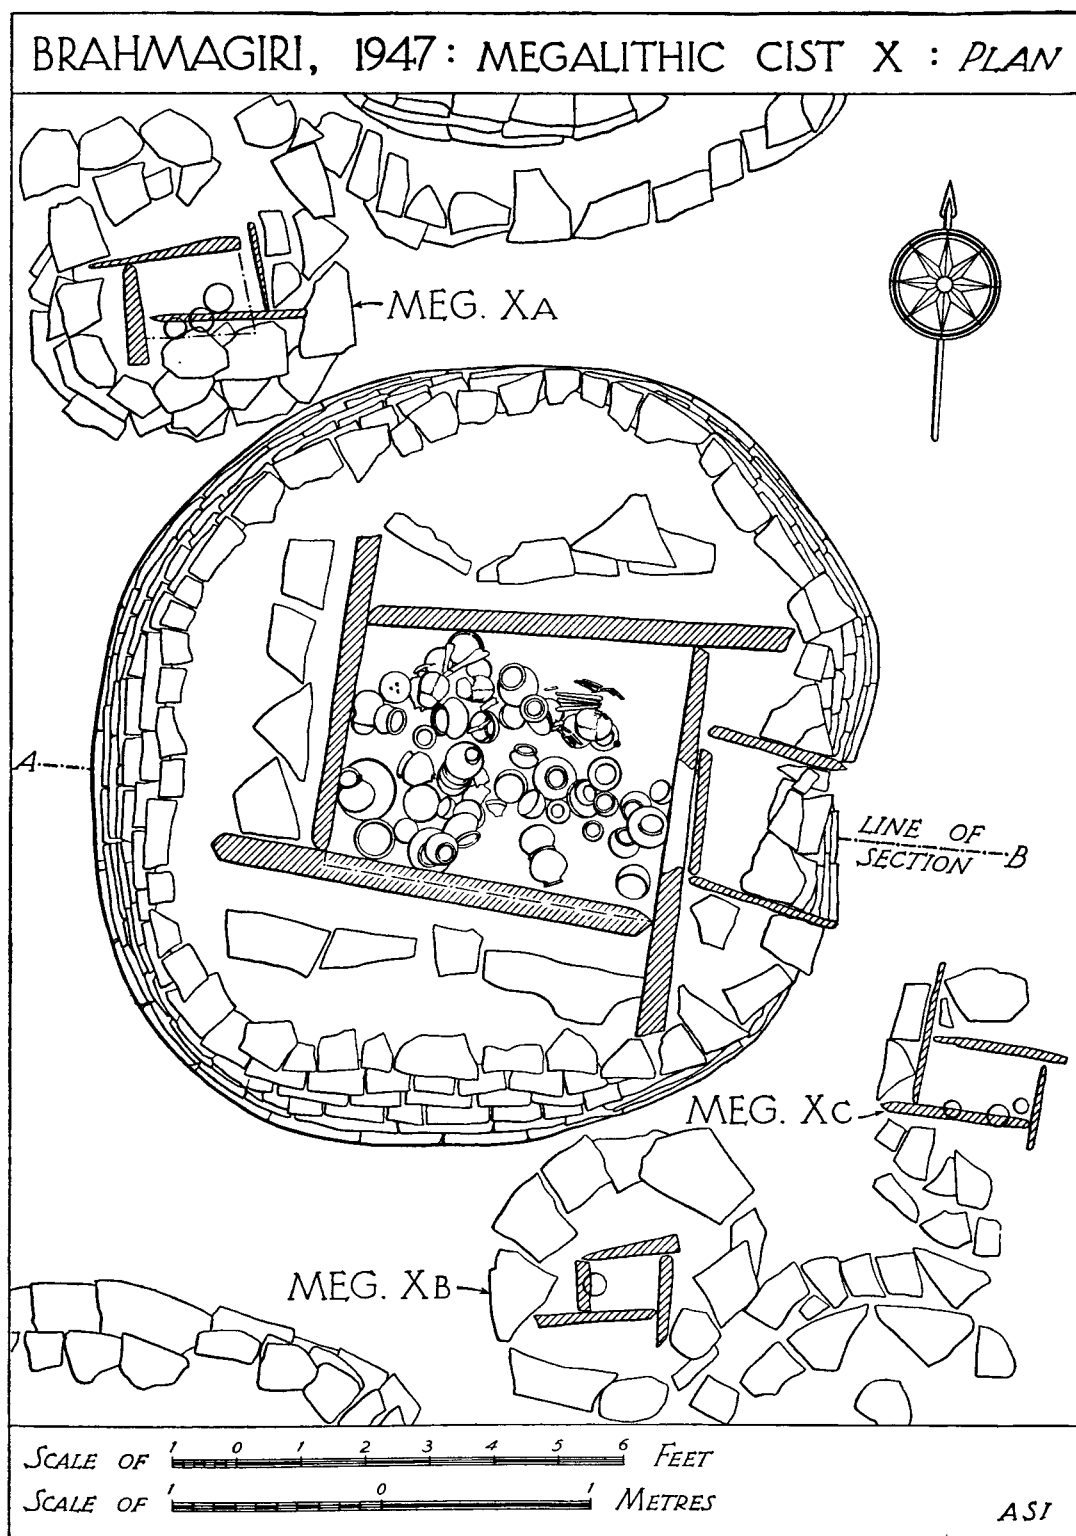 BRAHMAGIRI, 1947: MEGALITHIC CIST X : PLAN
MEG. XA
A
LINE OF
SECTION
B
MEG. XC
MEG. XB
SCALE OF 1 0 1 2 3 4 5 6 FEET
SCALE OF 1 0 1 METRES
ASI